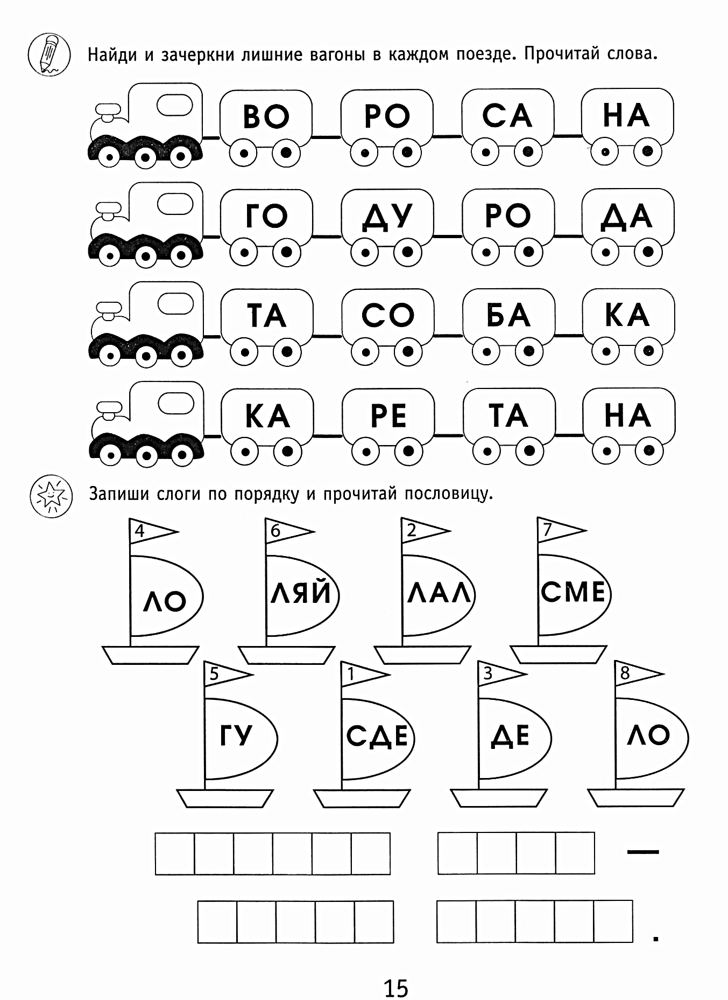 Найди и зачеркни лишние вагоны в каждом поезде. Прочитай слова.
ВО РО СА НА
ГО ДУ РО ДА
ТА СО БА КА
КА РЕ ТА НА
Запиши слоги по порядку и прочитай пословицу.
4 6 2 7
ЛО ЛЯЙ ЛАЛ СМЕ
5 1 3 8
ГУ СДЕ ДЕ ЛО
—
.
15